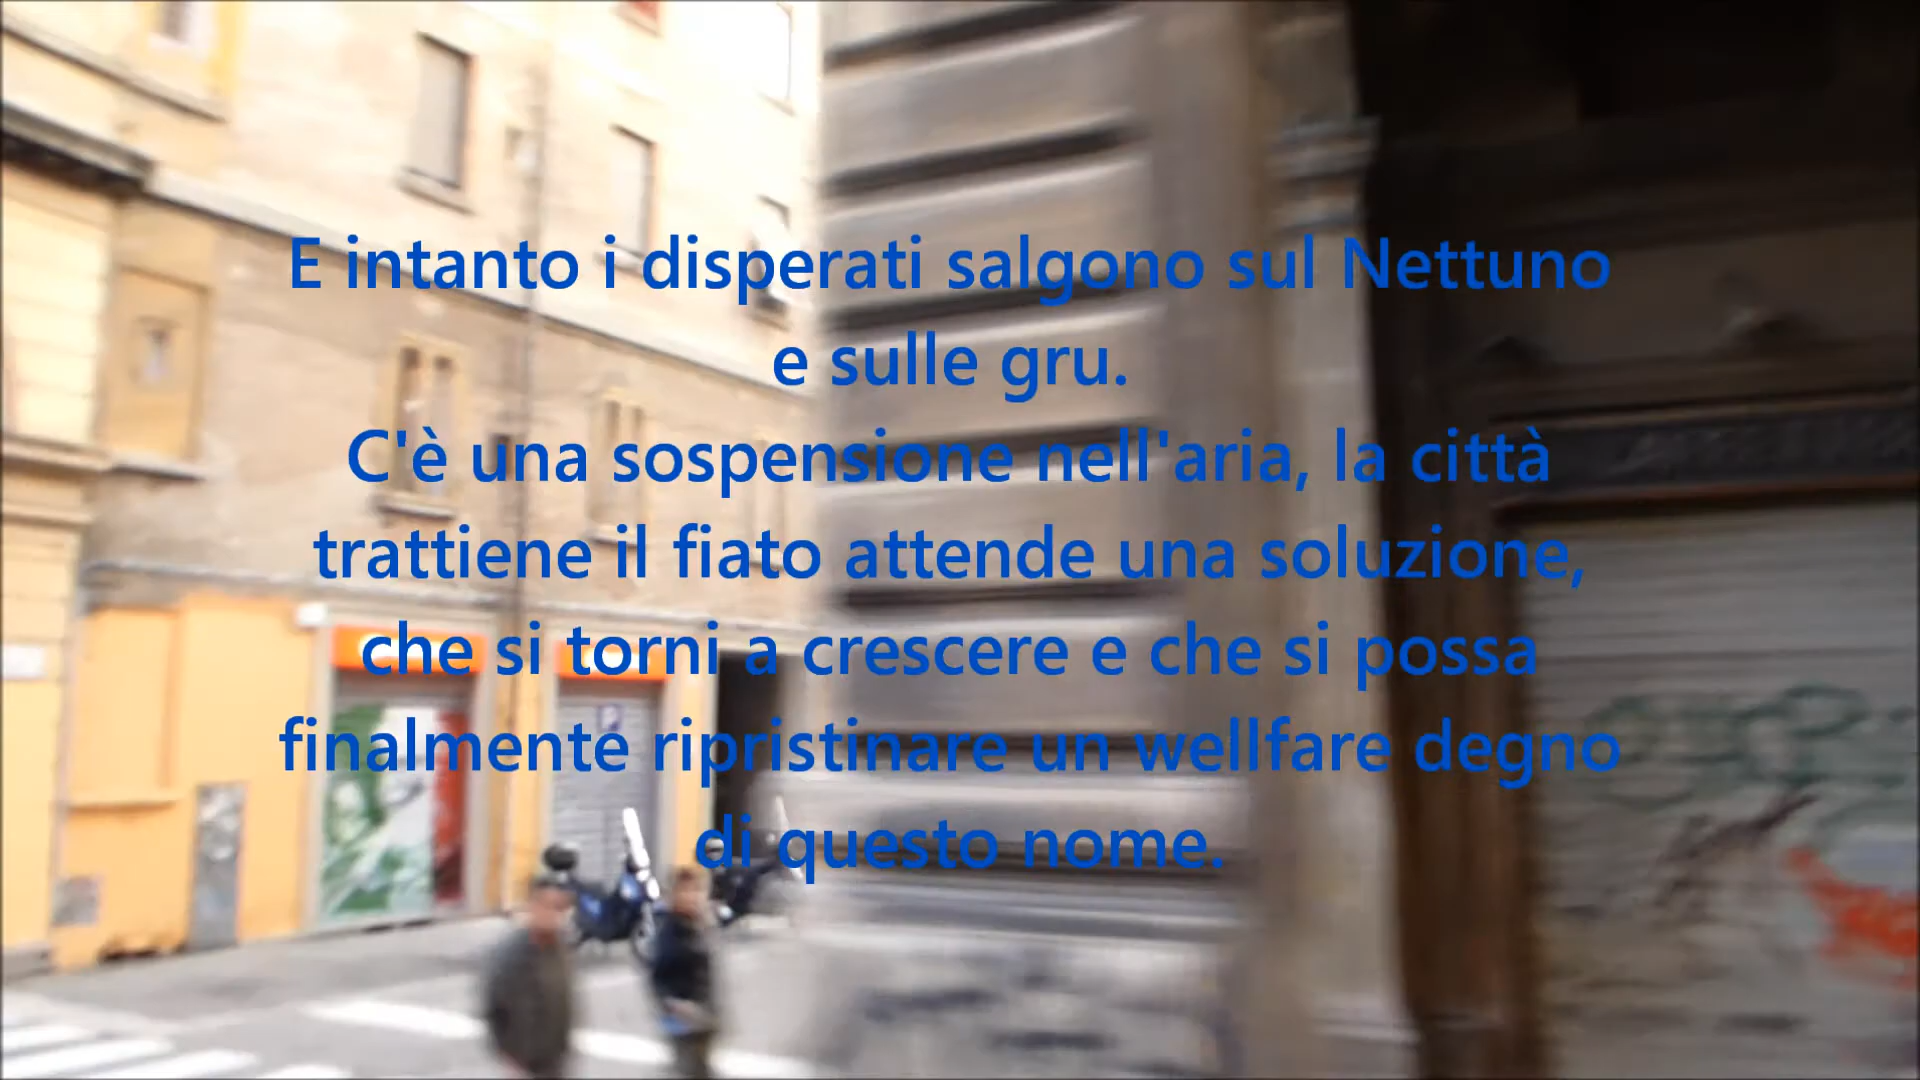 E intanto i disperati salgono sul Nettuno
e sulle gru.
C'è una sospensione nell'aria, la città
trattiene il fiato attende una soluzione,
che si torni a crescere e che si possa
finalmente ripristinare un wellfare degno
di questo nome.